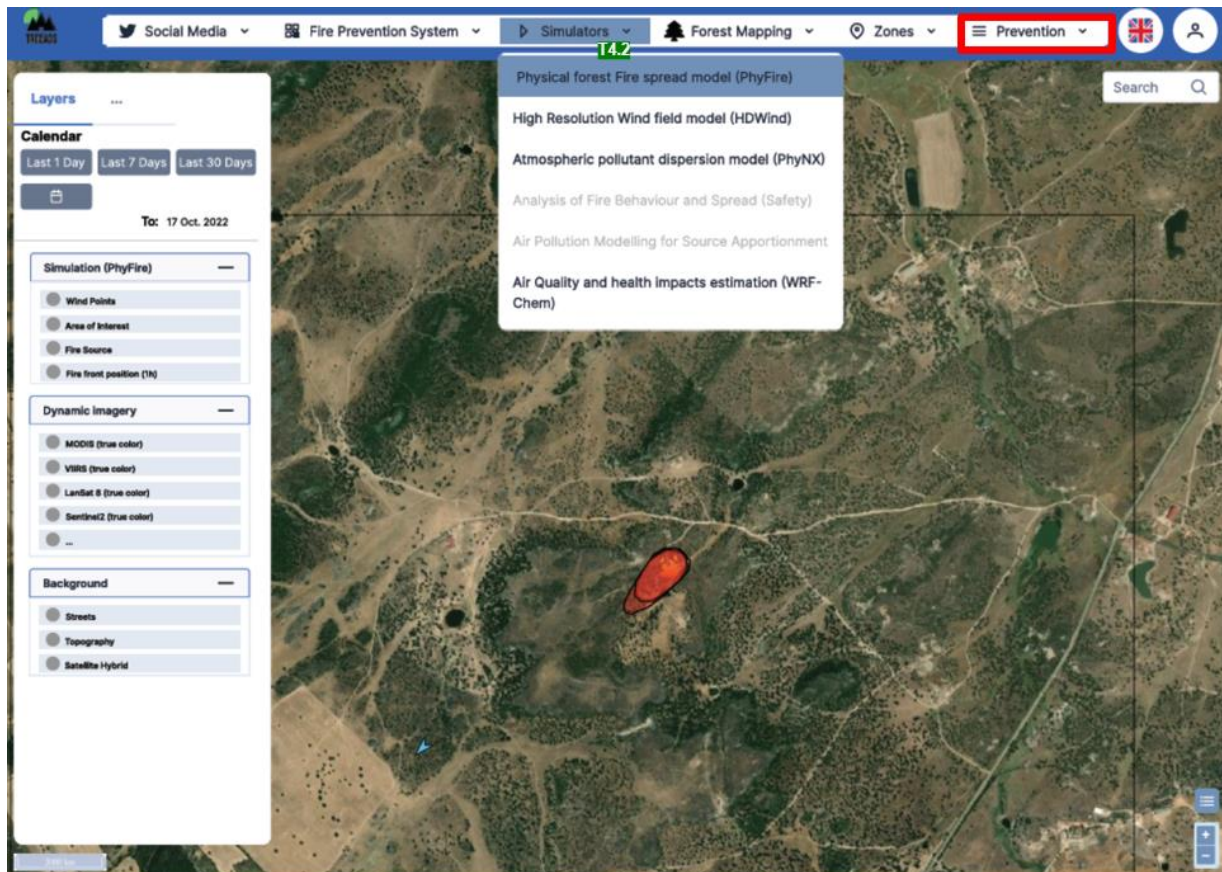 TREEADS
Social Media
Fire Prevention System
Simulators
Forest Mapping
Zones
Prevention
T4.2
Physical forest Fire spread model (PhyFire)
High Resolution Wind field model (HDWind)
Atmospheric pollutant dispersion model (PhyNX)
Analysis of Fire Behaviour and Spread (Safety)
Air Pollution Modelling for Source Apportionment
Air Quality and health impacts estimation (WRF-
Chem)
Search
Layers
...
Calendar
Last 1 Day
Last 7 Days
Last 30 Days
To: 17 Oct. 2022
Simulation (PhyFire)
Wind Points
Area of Interest
Fire Source
Fire front position (1h)
Dynamic imagery
MODIS (true color)
VIIRS (true color)
LanSat 8 (true color)
Sentinel2 (true color)
...
Background
Streets
Topography
Satellite Hybrid